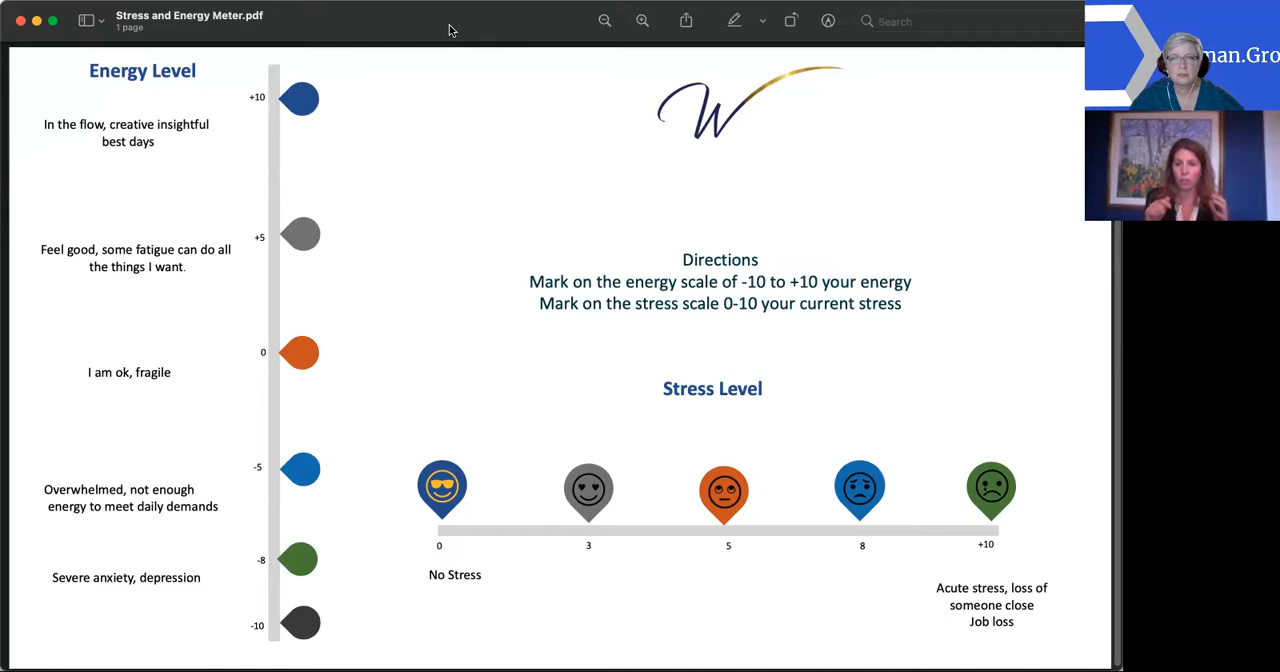 Stress and Energy Meter.pdf
1 page
Search
man.Gro
Energy Level
+10
In the flow, creative insightful
best days
+5
Feel good, some fatigue can do all
the things I want.
0
I am ok, fragile
-5
Overwhelmed, not enough
energy to meet daily demands
-8
Severe anxiety, depression
-10
W
Directions
Mark on the energy scale of -10 to +10 your energy
Mark on the stress scale 0-10 your current stress
Stress Level
0
3
5
8
+10
No Stress
Acute stress, loss of
someone close
Job loss